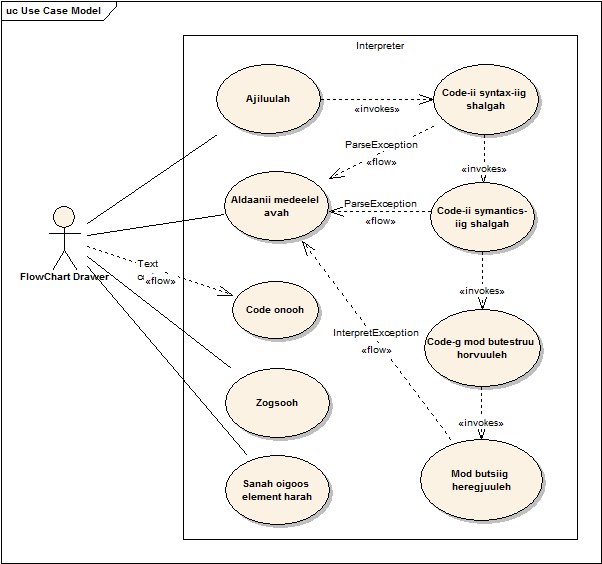 uc Use Case Model
Interpreter
Ajiluulah
«invokes»
Code-ii syntax-iig
shalgah
ParseException
«flow»
«invokes»
Aldaanii medeelel
avah
ParseException
«flow»
Code-ii symantics-
iig shalgah
FlowChart Drawer
Text
«flow»
Code onooh
«invokes»
InterpretException
«flow»
Code-g mod butestruu
horvuuleh
Zogsooh
«invokes»
Sanah oigoos
element harah
Mod butsiig
heregjuuleh